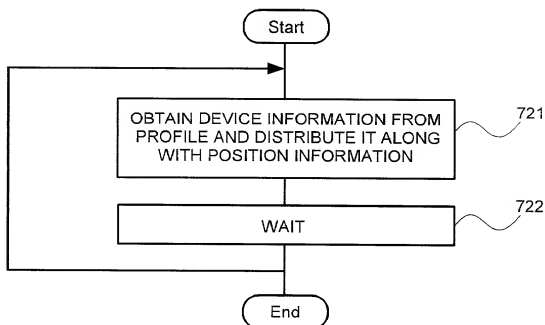 Start
OBTAIN DEVICE INFORMATION FROM
PROFILE AND DISTRIBUTE IT ALONG
WITH POSITION INFORMATION
721
WAIT
722
End